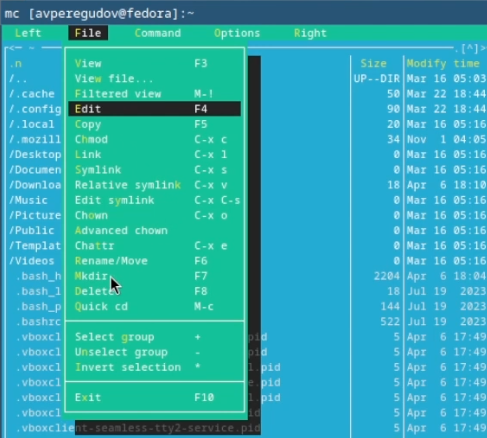 mc [avperegudov@fedora]:~
Left File Command Options Right
<— ~ .[^]>
.n Size Modify time
/.. View F3 UP--DIR Mar 16 05:03
/.cache View file... 50 Mar 22 18:44
/.config Filtered view M-! 90 Mar 22 18:44
/.local Edit F4 20 Mar 16 05:16
/.mozill Copy F5 34 Nov 1 04:05
/Desktop Chmod C-x c 0 Mar 16 05:16
/Documen Link C-x l 0 Mar 16 05:16
/Downloa Symlink C-x s 18 Apr 6 18:10
/Music Relative symlink C-x v 0 Mar 16 05:16
/Picture Edit symlink C-x C-s 0 Mar 16 05:16
/Public Chown C-x o 0 Mar 16 05:16
/Templat Advanced chown 0 Mar 16 05:16
/Videos Chattr C-x e 0 Mar 16 05:16
.bash_h Rename/Move F6 2204 Apr 6 18:04
.bash_l Mkdir F7 18 Jul 19 2023
.bash_p Delete F8 144 Jul 19 2023
.bashrc Quick cd M-c 522 Jul 19 2023
.vboxcl Select group + pid 5 Apr 6 17:49
.vboxcl Unselect group - id 5 Apr 6 17:49
.vboxcl Invert selection * .pid 5 Apr 6 17:49
.vboxcl e.pid 5 Apr 6 17:49
.vboxcl Exit F10 .pid 5 Apr 6 17:49
.vboxcl pid 5 Apr 6 17:49
.vboxclient-seamless-tty2-service.pid 5 Apr 6 17:49